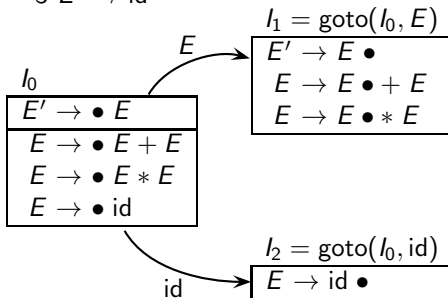 I₁ = goto(I₀, E)
E
E′ → E •
E → E • + E
E → E • ∗ E
I₀
E′ → • E
E → • E + E
E → • E ∗ E
E → • id
I₂ = goto(I₀, id)
id
E → id •